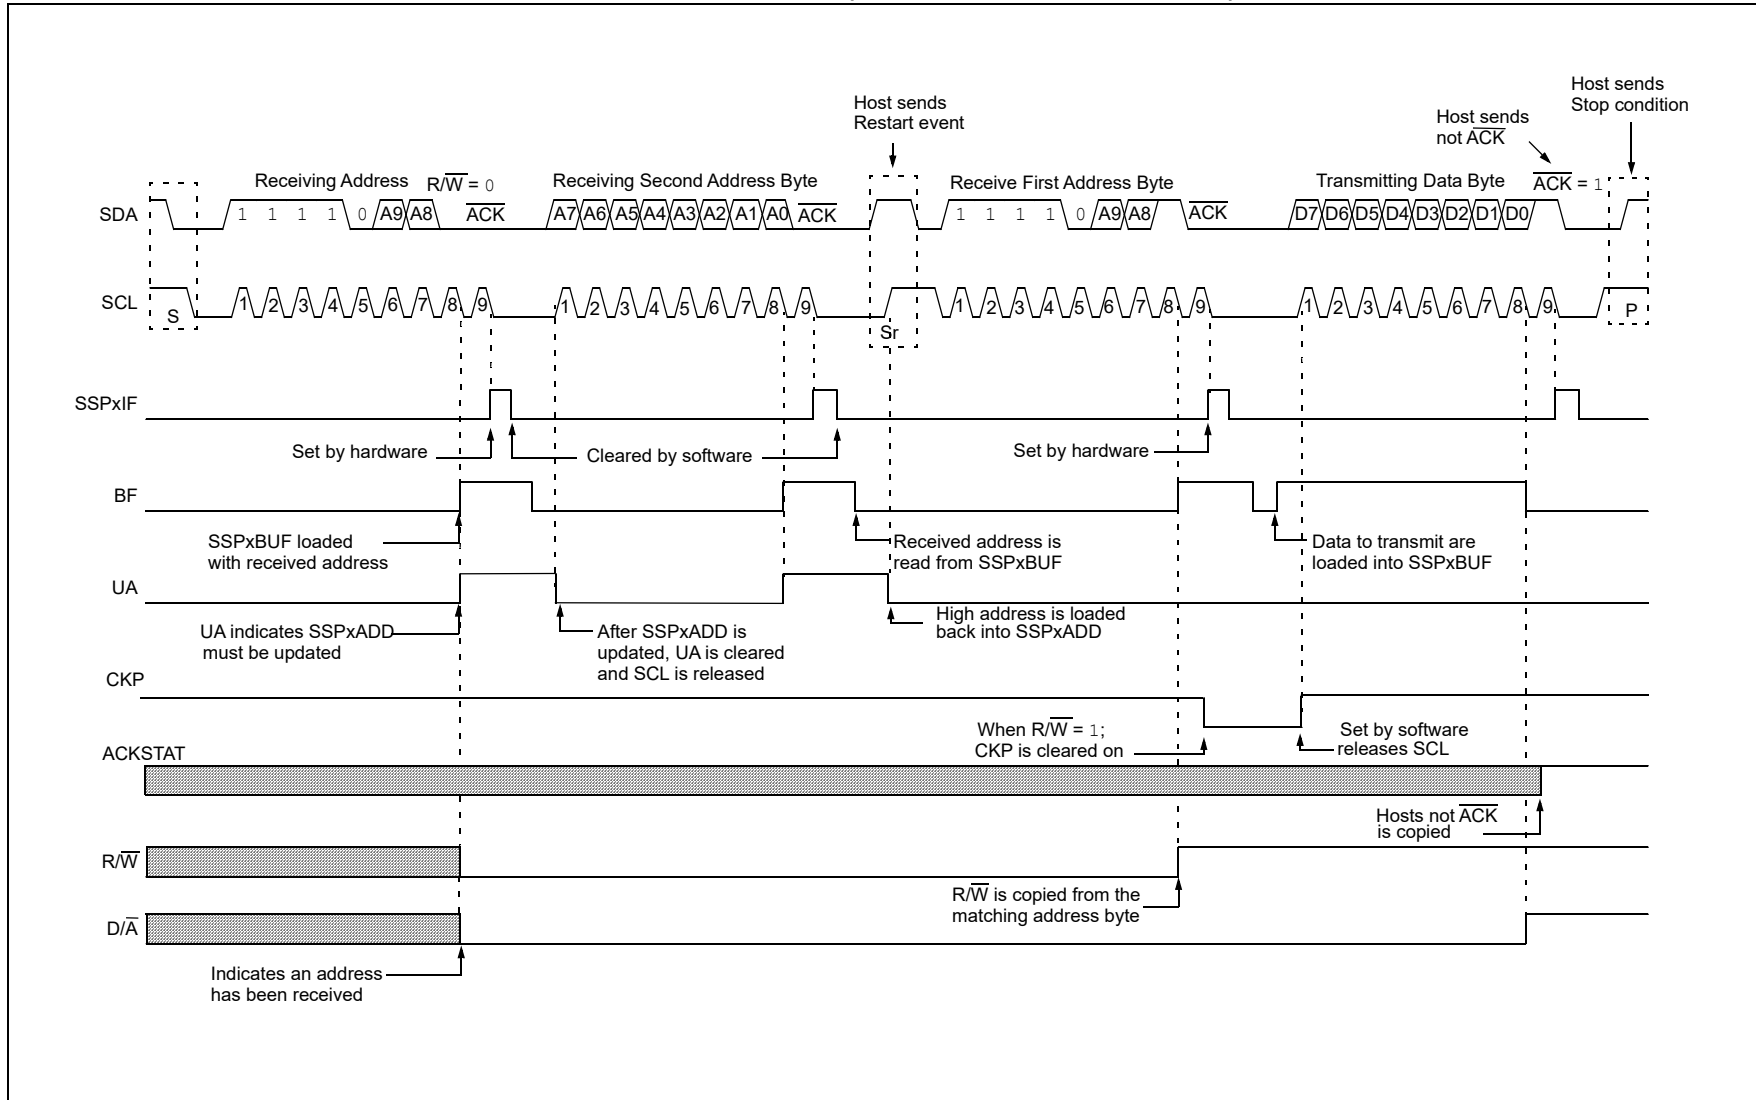 Host sends
Stop condition
Host sends
Restart event
Host sends
not ACK
Receiving Address R/W = 0
Receiving Second Address Byte
Receive First Address Byte
Transmitting Data Byte
ACK = 1
SDA
1 1 1 1 0 A9 A8 ACK
A7 A6 A5 A4 A3 A2 A1 A0 ACK
1 1 1 1 0 A9 A8 ACK
D7 D6 D5 D4 D3 D2 D1 D0
SCL
S
1 2 3 4 5 6 7 8 9
1 2 3 4 5 6 7 8 9
Sr
1 2 3 4 5 6 7 8 9
1 2 3 4 5 6 7 8 9
P
SSPxIF
Set by hardware
Cleared by software
Set by hardware
BF
SSPxBUF loaded
with received address
Received address is
read from SSPxBUF
Data to transmit are
loaded into SSPxBUF
UA
UA indicates SSPxADD
must be updated
After SSPxADD is
updated, UA is cleared
and SCL is released
High address is loaded
back into SSPxADD
CKP
When R/W = 1;
CKP is cleared on
Set by software
releases SCL
ACKSTAT
Hosts not ACK
is copied
R/W
R/W is copied from the
matching address byte
D/A
Indicates an address
has been received